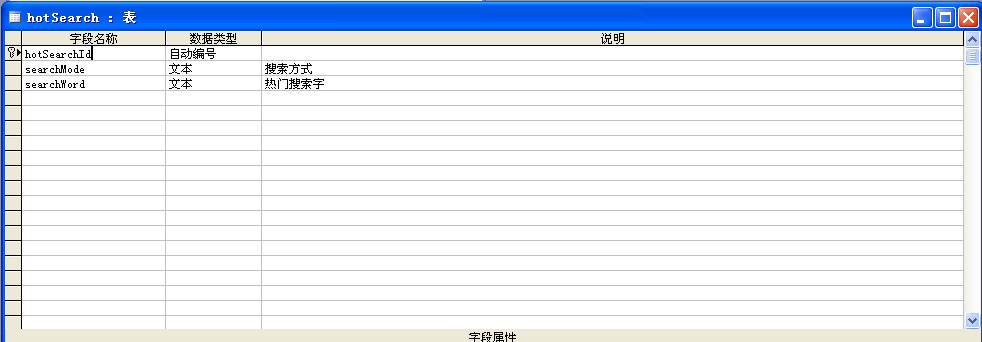 hotSearch : 表
字段名称 数据类型 说明
hotSearchId 自动编号
searchMode 文本 搜索方式
searchWord 文本 热门搜索字
字段属性